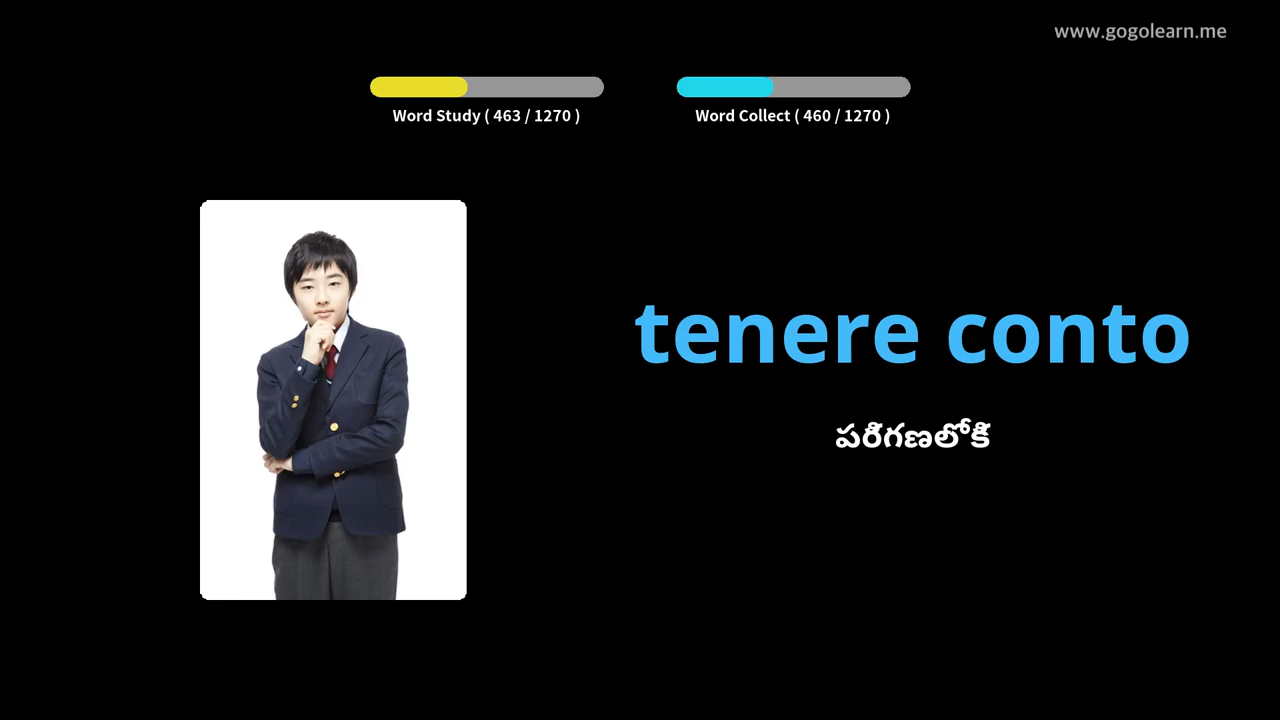 www.gogolearn.me
Word Study ( 463 / 1270 )
Word Collect ( 460 / 1270 )
tenere conto
పరిగణలోకి